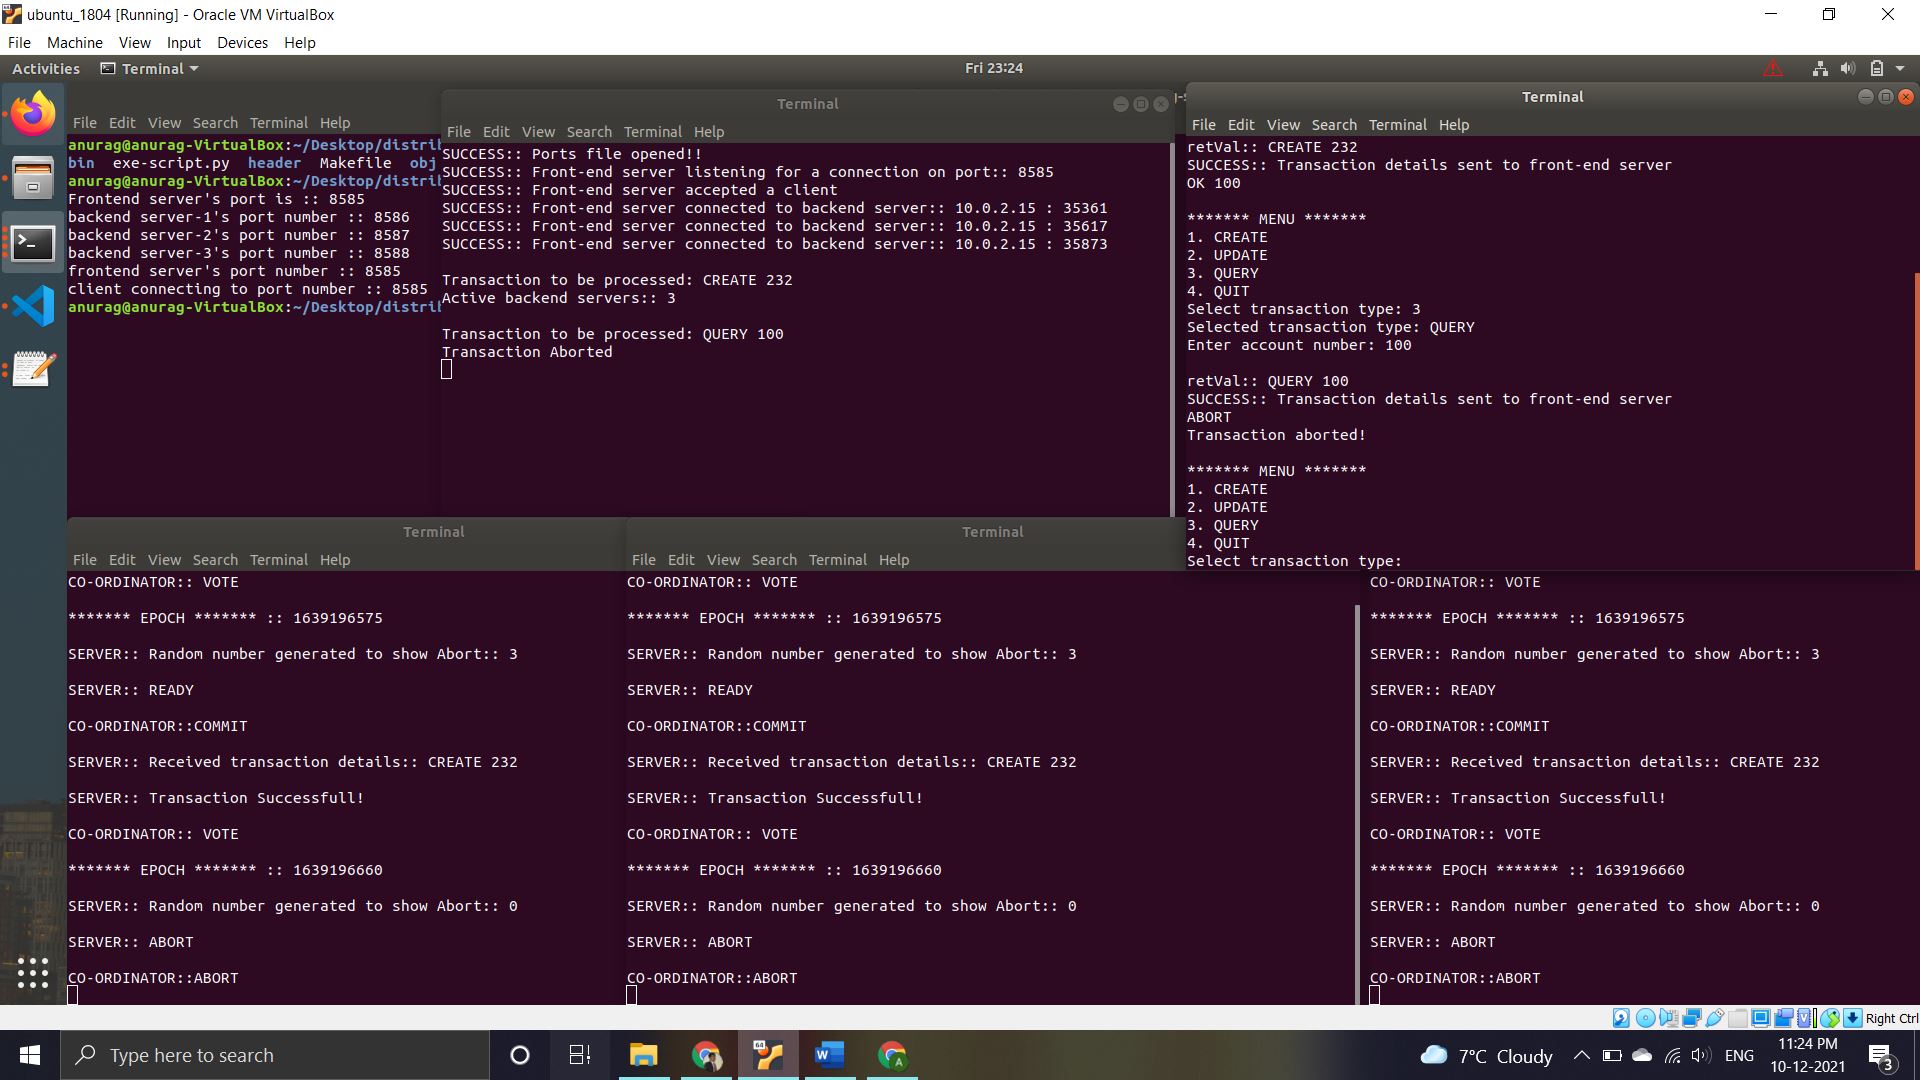 ubuntu_1804 [Running] - Oracle VM VirtualBox
File Machine View Input Devices Help
Activities Terminal Fri 23:24
File Edit View Search Terminal Help
anurag@anurag-VirtualBox:~/Desktop/distrib
bin exe-script.py header Makefile obj
anurag@anurag-VirtualBox:~/Desktop/distrib
Frontend server's port is :: 8585
backend server-1's port number :: 8586
backend server-2's port number :: 8587
backend server-3's port number :: 8588
frontend server's port number :: 8585
client connecting to port number :: 8585
anurag@anurag-VirtualBox:~/Desktop/distrib
Terminal
File Edit View Search Terminal Help
SUCCESS:: Ports file opened!!
SUCCESS:: Front-end server listening for a connection on port:: 8585
SUCCESS:: Front-end server accepted a client
SUCCESS:: Front-end server connected to backend server:: 10.0.2.15 : 35361
SUCCESS:: Front-end server connected to backend server:: 10.0.2.15 : 35617
SUCCESS:: Front-end server connected to backend server:: 10.0.2.15 : 35873
Transaction to be processed: CREATE 232
Active backend servers:: 3
Transaction to be processed: QUERY 100
Transaction Aborted
Terminal
File Edit View Search Terminal Help
retVal:: CREATE 232
SUCCESS:: Transaction details sent to front-end server
OK 100
******* MENU *******
1. CREATE
2. UPDATE
3. QUERY
4. QUIT
Select transaction type: 3
Selected transaction type: QUERY
Enter account number: 100
retVal:: QUERY 100
SUCCESS:: Transaction details sent to front-end server
ABORT
Transaction aborted!
******* MENU *******
1. CREATE
2. UPDATE
3. QUERY
4. QUIT
Select transaction type:
Terminal
File Edit View Search Terminal Help
CO-ORDINATOR:: VOTE
******* EPOCH ******* :: 1639196575
SERVER:: Random number generated to show Abort:: 3
SERVER:: READY
CO-ORDINATOR::COMMIT
SERVER:: Received transaction details:: CREATE 232
SERVER:: Transaction Successfull!
CO-ORDINATOR:: VOTE
******* EPOCH ******* :: 1639196660
SERVER:: Random number generated to show Abort:: 0
SERVER:: ABORT
CO-ORDINATOR::ABORT
Terminal
File Edit View Search Terminal Help
CO-ORDINATOR:: VOTE
******* EPOCH ******* :: 1639196575
SERVER:: Random number generated to show Abort:: 3
SERVER:: READY
CO-ORDINATOR::COMMIT
SERVER:: Received transaction details:: CREATE 232
SERVER:: Transaction Successfull!
CO-ORDINATOR:: VOTE
******* EPOCH ******* :: 1639196660
SERVER:: Random number generated to show Abort:: 0
SERVER:: ABORT
CO-ORDINATOR::ABORT
CO-ORDINATOR:: VOTE
******* EPOCH ******* :: 1639196575
SERVER:: Random number generated to show Abort:: 3
SERVER:: READY
CO-ORDINATOR::COMMIT
SERVER:: Received transaction details:: CREATE 232
SERVER:: Transaction Successfull!
CO-ORDINATOR:: VOTE
******* EPOCH ******* :: 1639196660
SERVER:: Random number generated to show Abort:: 0
SERVER:: ABORT
CO-ORDINATOR::ABORT
Right Ctrl
Type here to search
7°C Cloudy
ENG
11:24 PM
10-12-2021
3